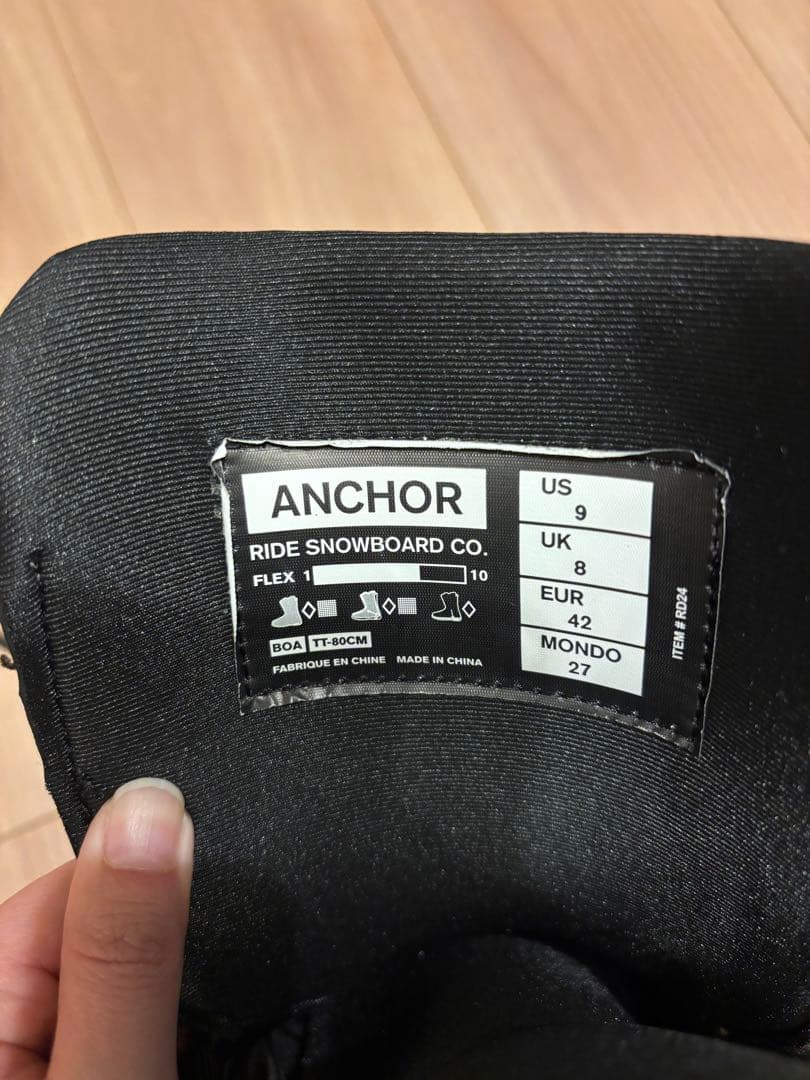 ANCHOR
RIDE SNOWBOARD CO.
FLEX 1 10
BOA TT-80CM
FABRIQUE EN CHINE MADE IN CHINA
US
9
UK
8
EUR
42
MONDO
27
ITEM # RD24